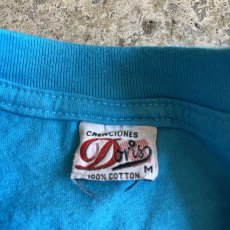 CREACIONES
Doris
M
100% COTTON